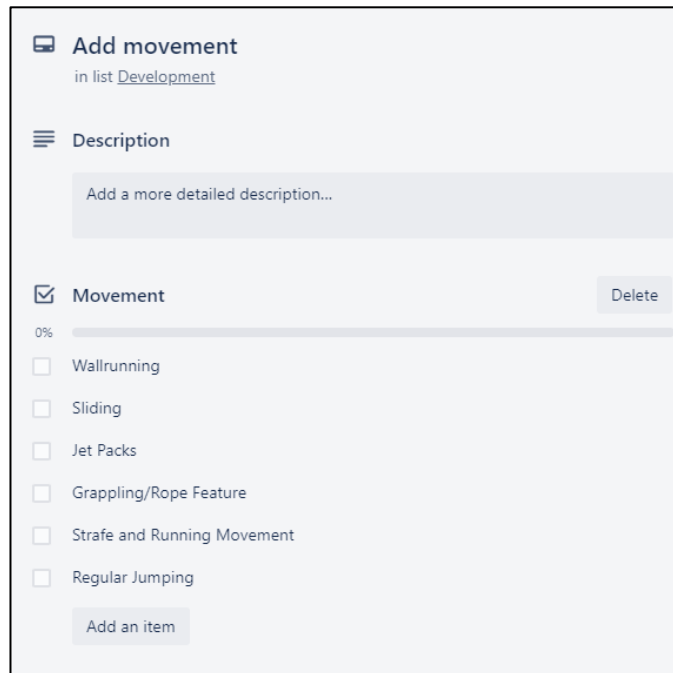 Add movement
in list Development
Description
Add a more detailed description...
Movement
Delete
0%
Wallrunning
Sliding
Jet Packs
Grappling/Rope Feature
Strafe and Running Movement
Regular Jumping
Add an item